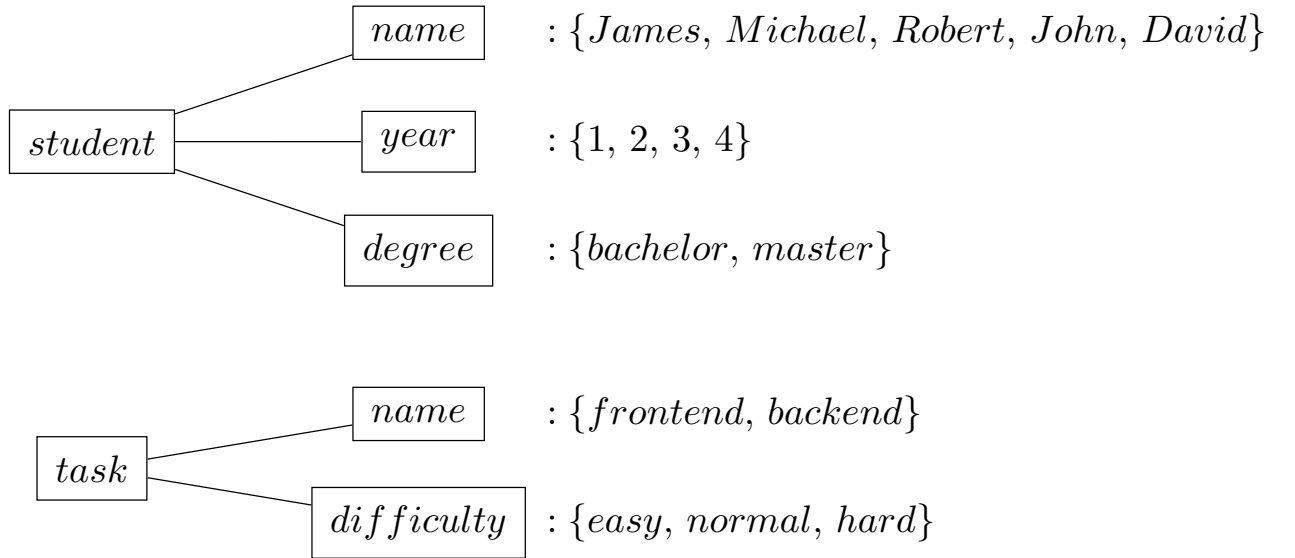 name : {James, Michael, Robert, John, David}
student year : {1, 2, 3, 4}
degree : {bachelor, master}
name : {frontend, backend}
task
difficulty : {easy, normal, hard}